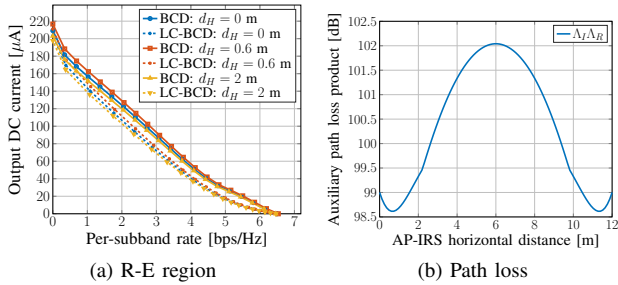 Output DC current [μA]
220
200
180
160
140
120
100
80
60
40
20
0
BCD: d_H = 0 m
LC-BCD: d_H = 0 m
BCD: d_H = 0.6 m
LC-BCD: d_H = 0.6 m
BCD: d_H = 2 m
LC-BCD: d_H = 2 m
0 1 2 3 4 5 6 7
Per-subband rate [bps/Hz]
(a) R-E region
Auxiliary path loss product [dB]
102.5
102
101.5
101
100.5
100
99.5
99
98.5
Λ_I Λ_R
0 2 4 6 8 10 12
AP-IRS horizontal distance [m]
(b) Path loss